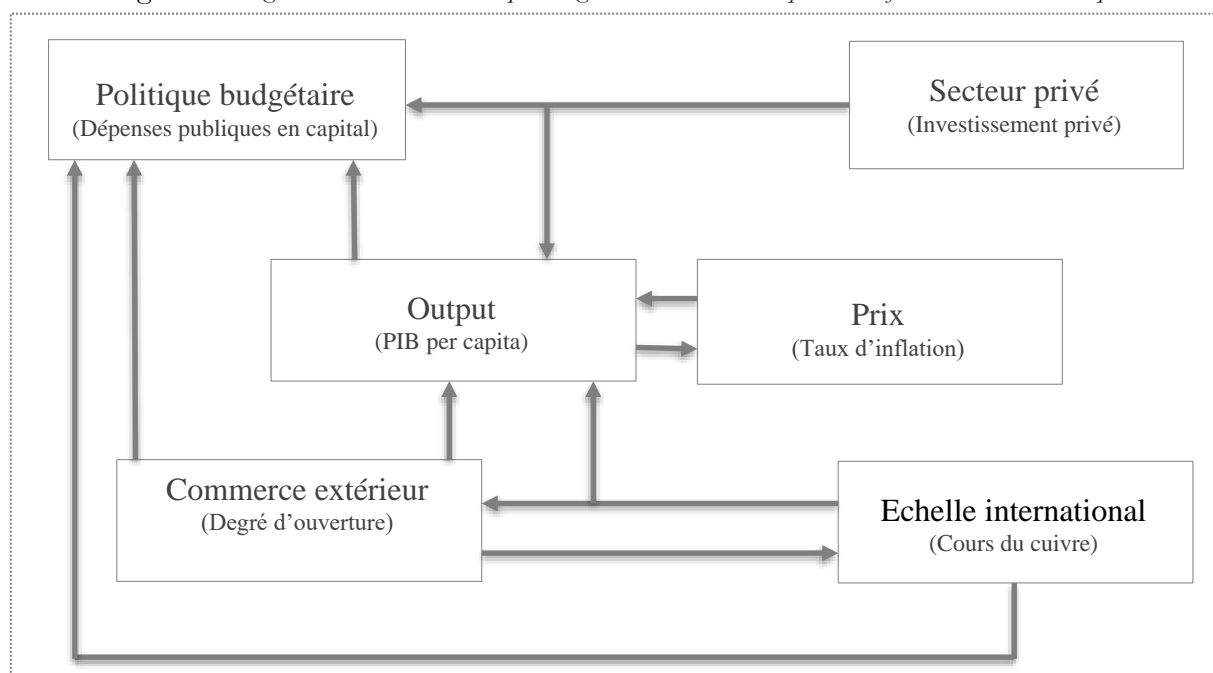 Politique budgétaire
(Dépenses publiques en capital)
Secteur privé
(Investissement privé)
Output
(PIB per capita)
Prix
(Taux d'inflation)
Commerce extérieur
(Degré d'ouverture)
Echelle international
(Cours du cuivre)